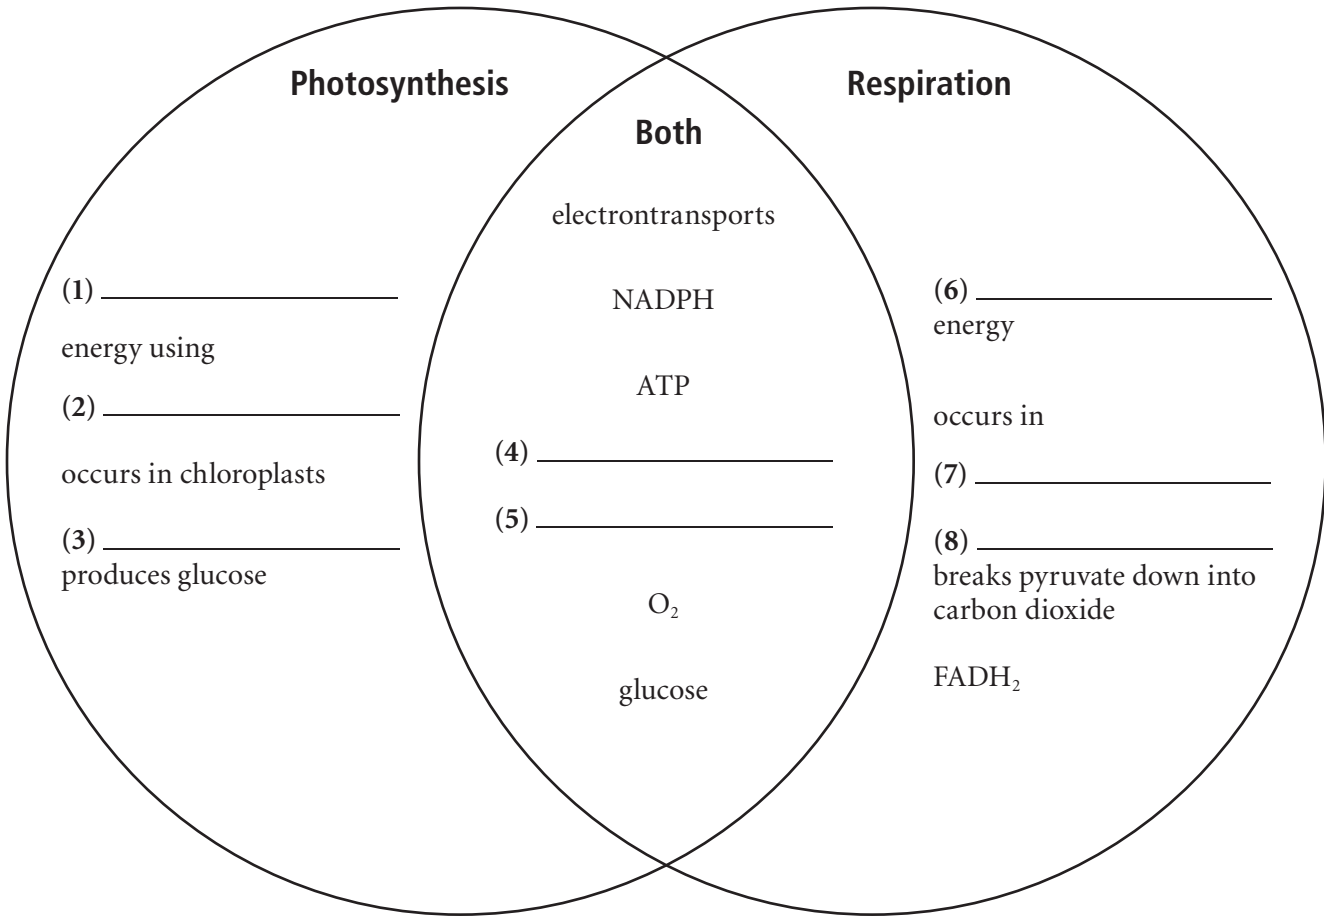 Photosynthesis
(1)
energy using
(2)
occurs in chloroplasts
(3)
produces glucose
Both
electrontransports
NADPH
ATP
(4)
(5)
O₂
glucose
Respiration
(6)
energy
occurs in
(7)
(8)
breaks pyruvate down into
carbon dioxide
FADH₂